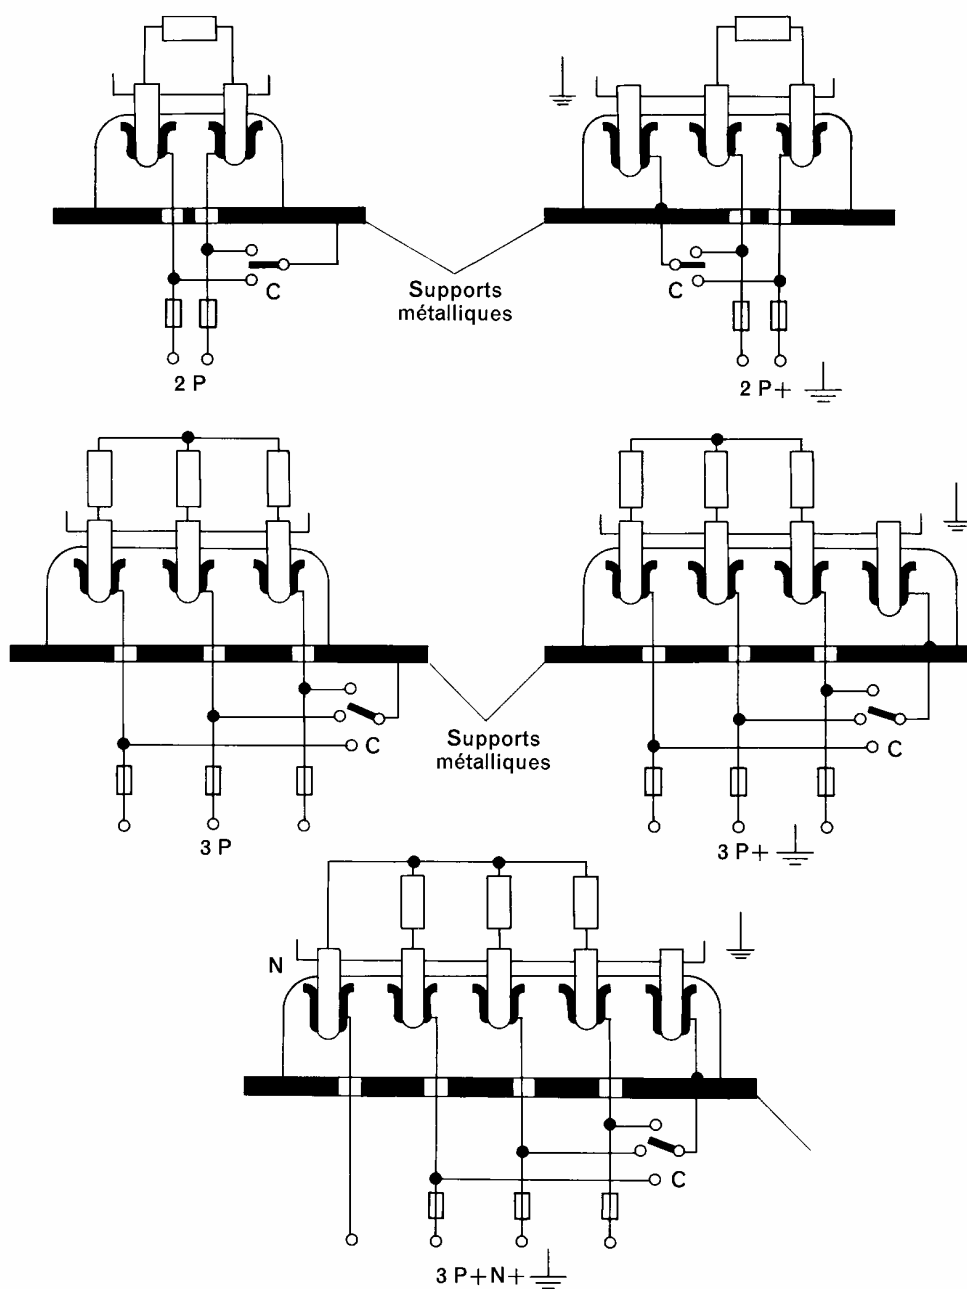 C
Supports
métalliques
C
2 P
2 P+
C
Supports
métalliques
C
3 P
3 P+
N
C
3 P+N+